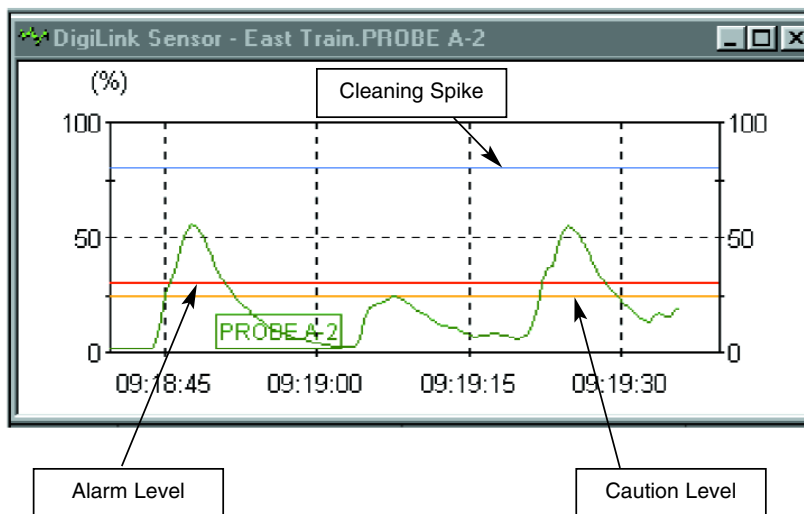 DigiLink Sensor - East Train.PROBE A-2
(%)
Cleaning Spike
100
100
50
50
PROBE A-2
0
0
09:18:45
09:19:00
09:19:15
09:19:30
Alarm Level
Caution Level